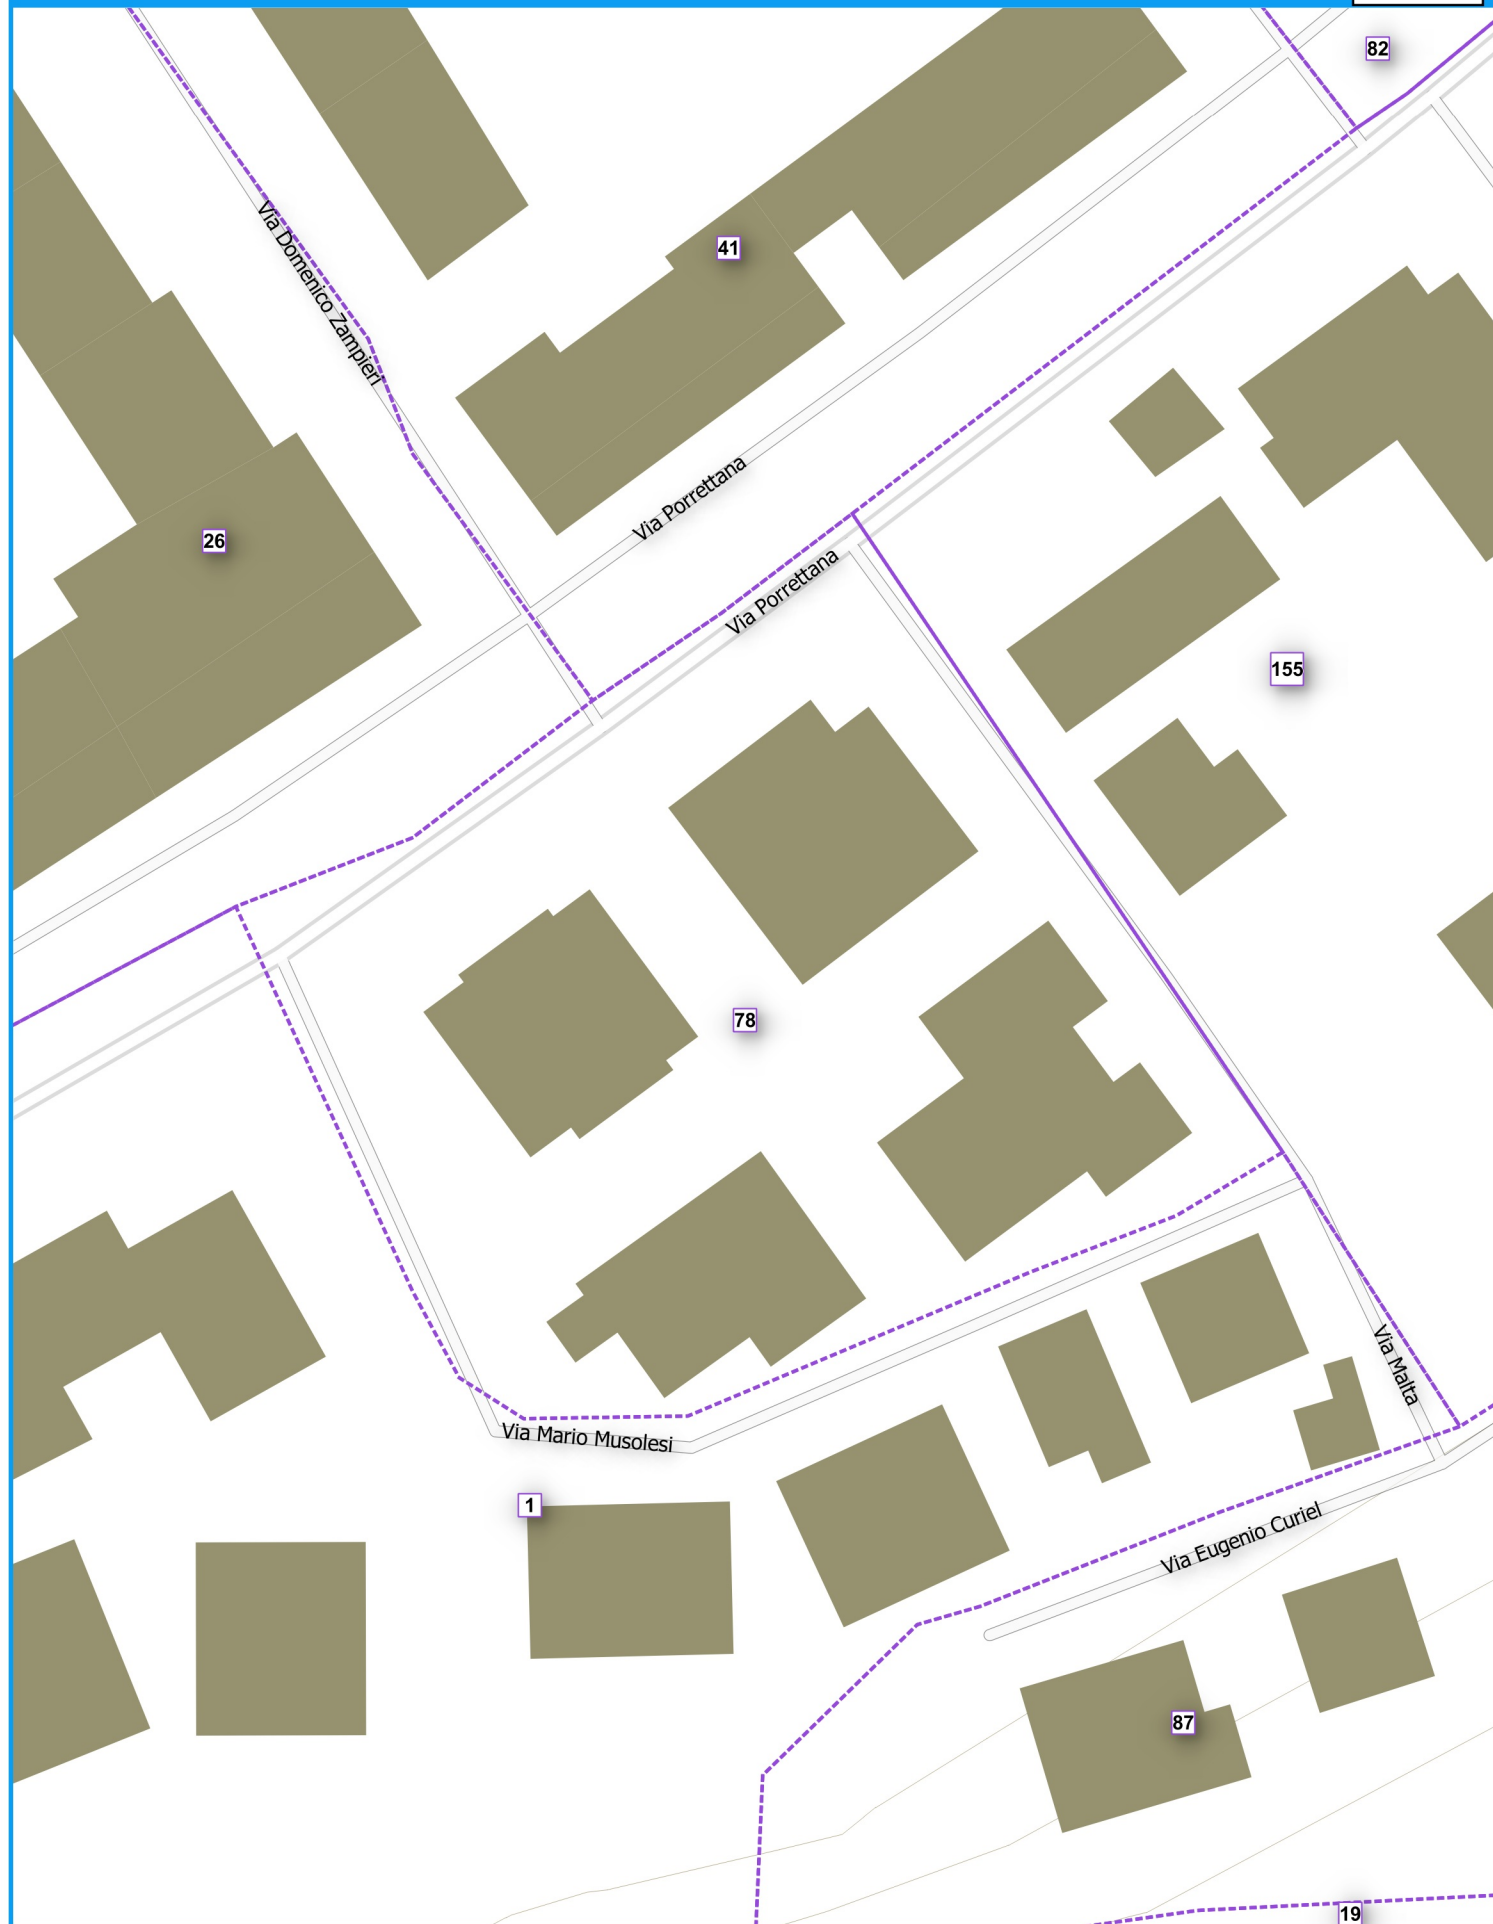 82
Via Domenico Zampieri
41
Via Porrettana
26
Via Porrettana
155
78
Via Malta
Via Mario Musolesi
1
Via Eugenio Curiel
87
19